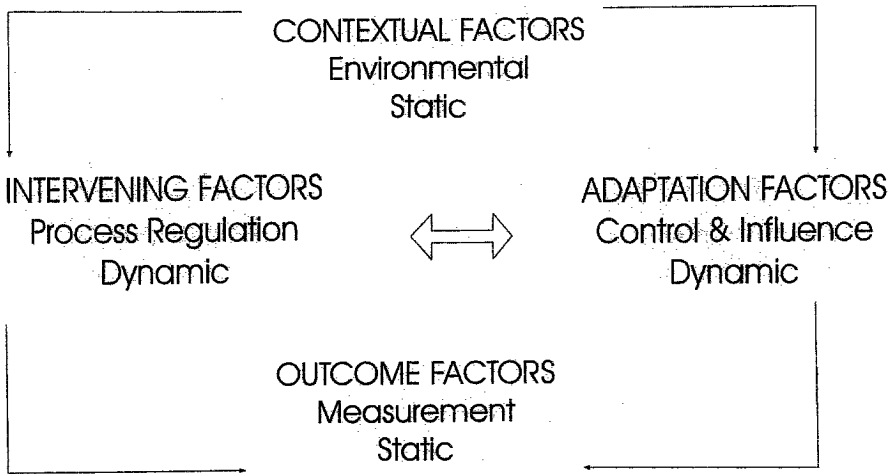 CONTEXTUAL FACTORS
Environmental
Static
INTERVENING FACTORS
Process Regulation
Dynamic
ADAPTATION FACTORS
Control & Influence
Dynamic
OUTCOME FACTORS
Measurement
Static